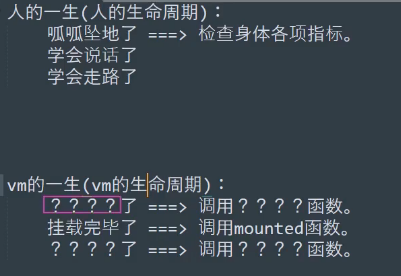 人的一生(人的生命周期)：
呱呱坠地了 ===> 检查身体各项指标。
学会说话了
学会走路了
vm的一生(vm的生命周期)：
？？？？了 ===> 调用？？？？函数。
挂载完毕了 ===> 调用mounted函数。
？？？？了 ===> 调用？？？？函数。